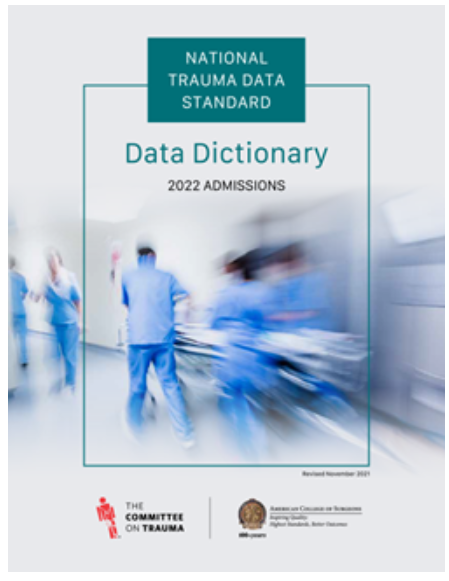 NATIONAL
TRAUMA DATA
STANDARD
Data Dictionary
2022 ADMISSIONS
Revised November 2021
THE
COMMITTEE
ON TRAUMA
AMERICAN COLLEGE OF SURGEONS
Inspiring Quality:
Highest Standards, Better Outcomes
100+years